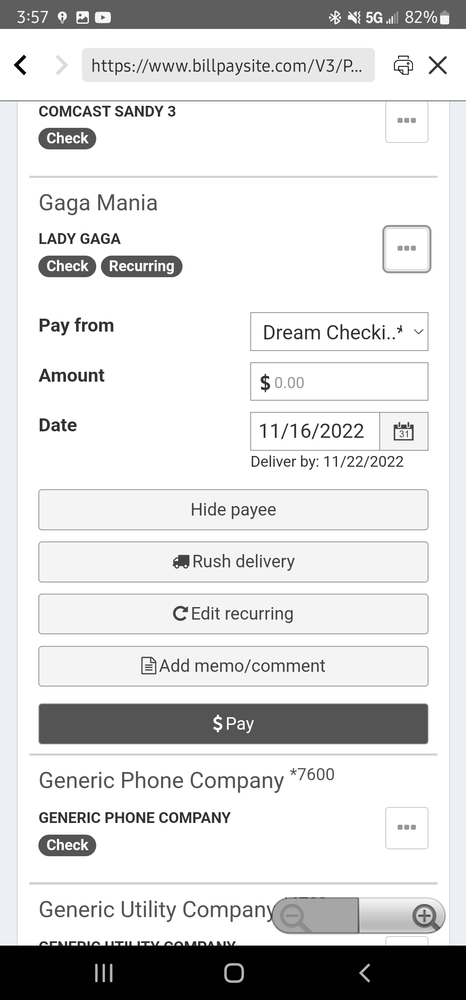 3:57 5G 82%
https://www.billpaysite.com/V3/P...
COMCAST SANDY 3
Check
Gaga Mania
LADY GAGA
Check Recurring
Pay from Dream Checki..*
Amount $ 0.00
Date 11/16/2022 31
Deliver by: 11/22/2022
Hide payee
Rush delivery
Edit recurring
Add memo/comment
$ Pay
Generic Phone Company *7600
GENERIC PHONE COMPANY
Check
Generic Utility Company
GENERIC UTILITY COMPANY